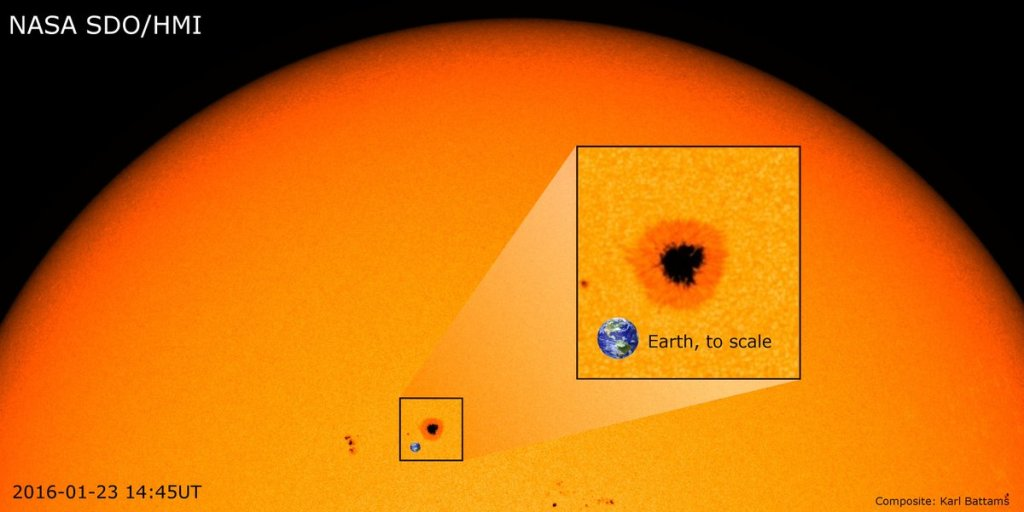 NASA SDO/HMI
Earth, to scale
2016-01-23 14:45UT
Composite: Karl Battams